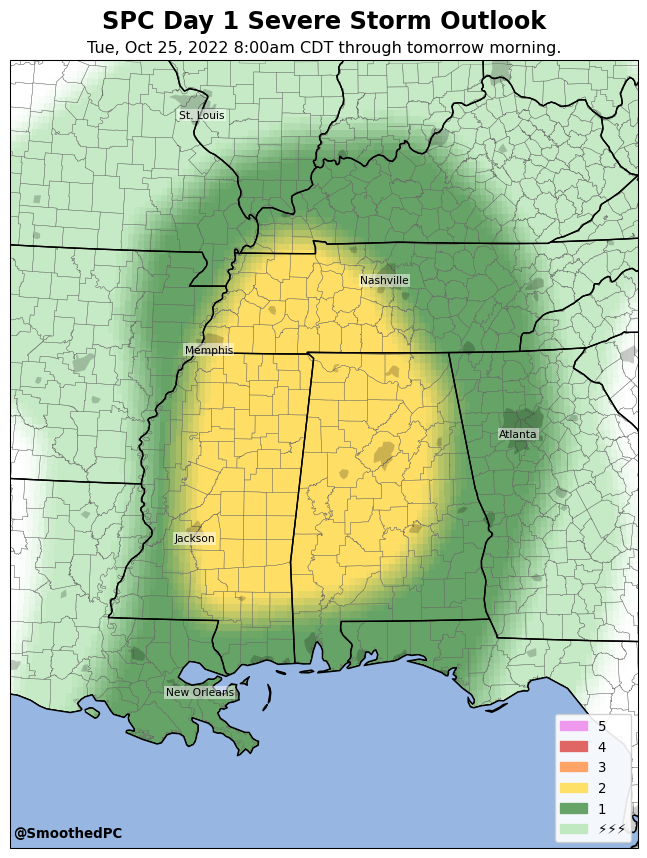 SPC Day 1 Severe Storm Outlook
Tue, Oct 25, 2022 8:00am CDT through tomorrow morning.
St. Louis
Nashville
Memphis
Atlanta
Jackson
New Orleans
5
4
3
2
1
⚡⚡⚡
@SmoothedPC